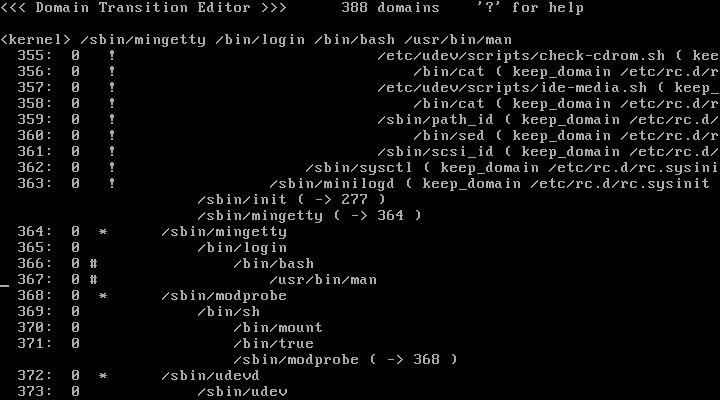 <<< Domain Transition Editor >>>      388 domains    '?' for help

<kernel> /sbin/mingetty /bin/login /bin/bash /usr/bin/man
  355:  0   !                             /etc/udev/scripts/check-cdrom.sh ( kee
  356:  0   !                                 /bin/cat ( keep_domain /etc/rc.d/r
  357:  0   !                             /etc/udev/scripts/ide-media.sh ( keep_
  358:  0   !                                 /bin/cat ( keep_domain /etc/rc.d/r
  359:  0   !                             /sbin/path_id ( keep_domain /etc/rc.d/
  360:  0   !                                 /bin/sed ( keep_domain /etc/rc.d/r
  361:  0   !                             /sbin/scsi_id ( keep_domain /etc/rc.d/
  362:  0   !                     /sbin/sysctl ( keep_domain /etc/rc.d/rc.sysini
  363:  0   !                 /sbin/minilogd ( keep_domain /etc/rc.d/rc.sysinit
                      /sbin/init ( -> 277 )
                      /sbin/mingetty ( -> 364 )
  364:  0  *      /sbin/mingetty
  365:  0             /bin/login
  366:  0 #               /bin/bash
_ 367:  0 #                   /usr/bin/man
  368:  0  *      /sbin/modprobe
  369:  0             /bin/sh
  370:  0                 /bin/mount
  371:  0                 /bin/true
                          /sbin/modprobe ( -> 368 )
  372:  0  *      /sbin/udevd
  373:  0             /sbin/udev